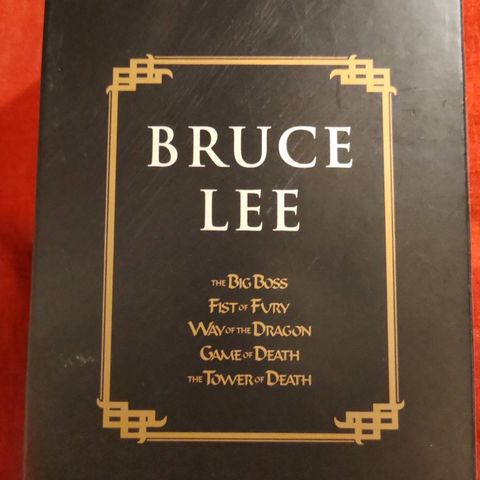 BRUCE
LEE
THE BIG BOSS
FIST OF FURY
WAY OF THE DRAGON
GAME OF DEATH
THE TOWER OF DEATH